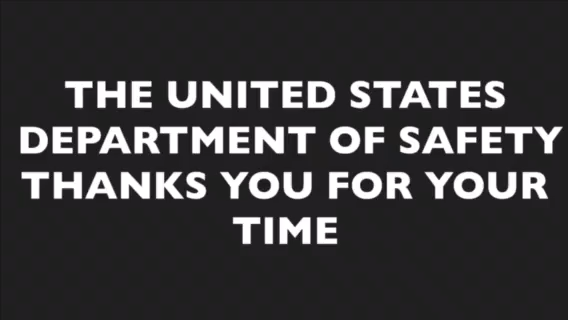 THE UNITED STATES
DEPARTMENT OF SAFETY
THANKS YOU FOR YOUR
TIME